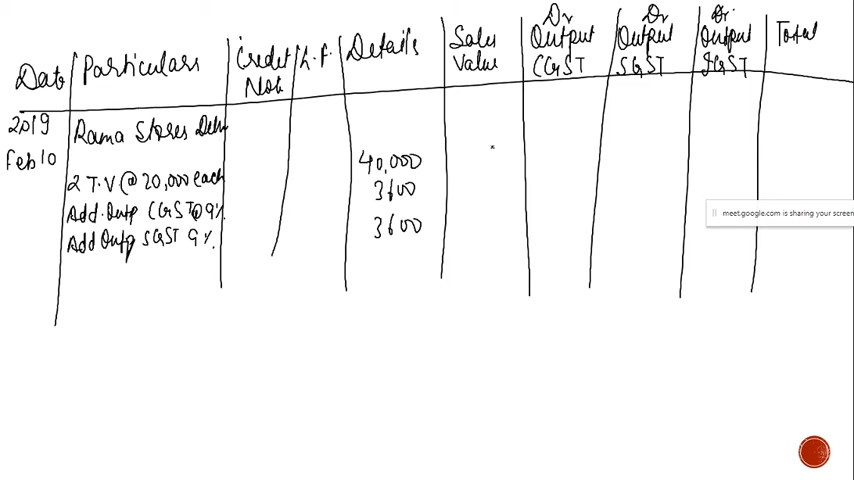 Date Particulars Credit Note L.F. Details Sales Value Dr Output CGST Dr Output SGST Dr. Output IGST Total
2019 Rama Stores Delhi
Feb 10
2 T.V @ 20,000 each 40,000
Add. Outp CGST @ 9% 3600
Add Outp SGST 9% 3600
meet.google.com is sharing your screen